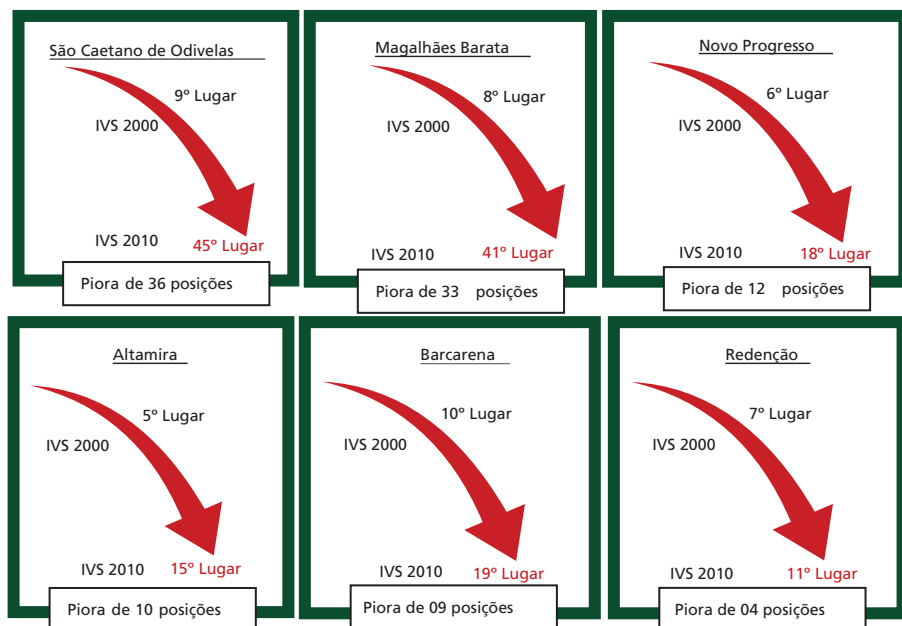 São Caetano de Odivelas
9º Lugar
IVS 2000
IVS 2010 45º Lugar
Piora de 36 posições
Magalhães Barata
8º Lugar
IVS 2000
IVS 2010 41º Lugar
Piora de 33 posições
Novo Progresso
6º Lugar
IVS 2000
IVS 2010 18º Lugar
Piora de 12 posições
Altamira
5º Lugar
IVS 2000
IVS 2010 15º Lugar
Piora de 10 posições
Barcarena
10º Lugar
IVS 2000
IVS 2010 19º Lugar
Piora de 09 posições
Redenção
7º Lugar
IVS 2000
IVS 2010 11º Lugar
Piora de 04 posições